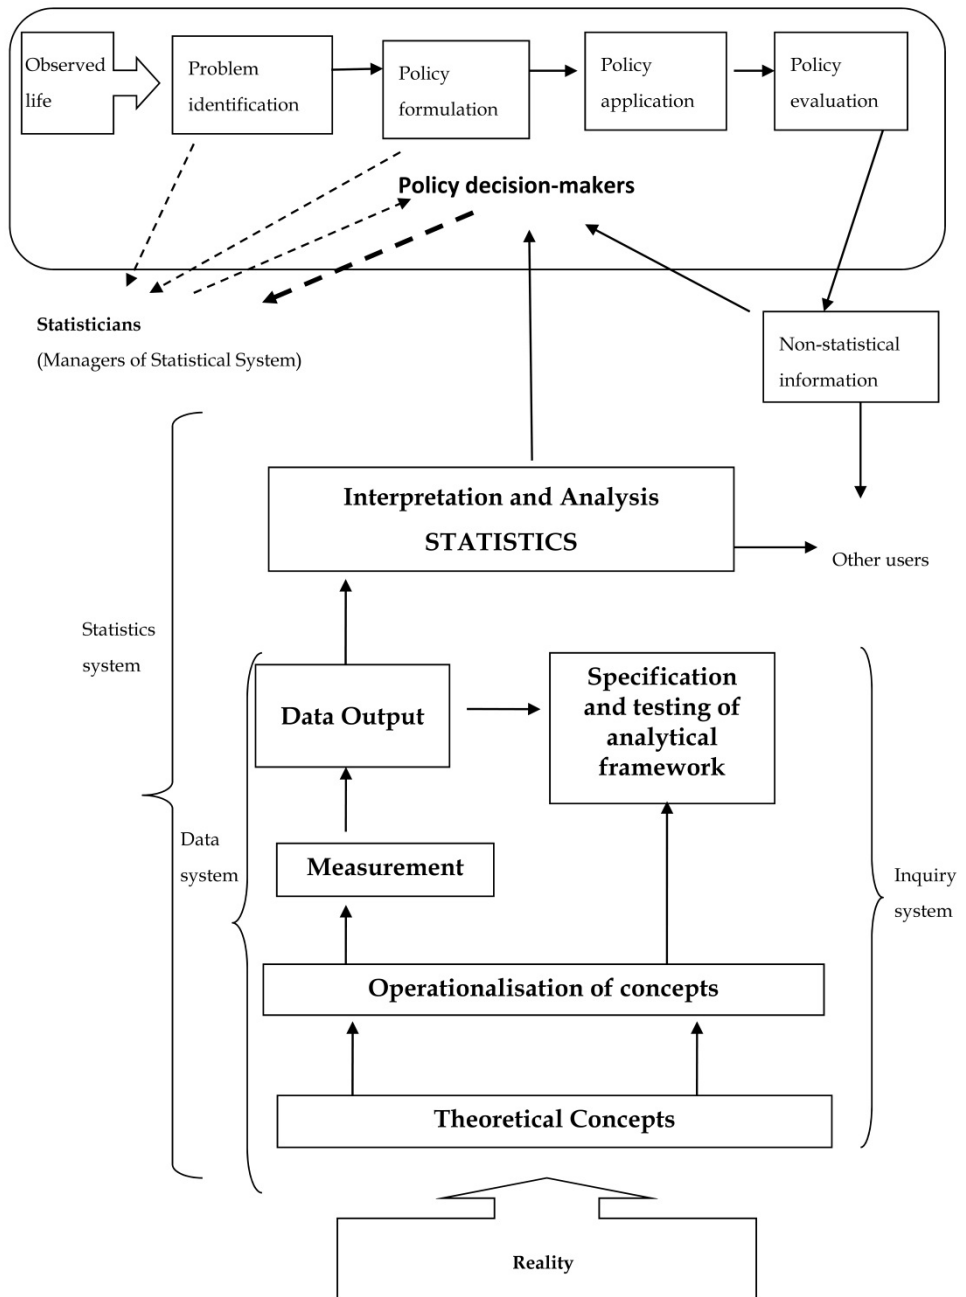 Observed
life
Problem
identification
Policy
formulation
Policy
application
Policy
evaluation
Policy decision-makers
Statisticians
(Managers of Statistical System)
Non-statistical
information
Interpretation and Analysis
STATISTICS
Other users
Statistics
system
Data Output
Specification
and testing of
analytical
framework
Data
system
Measurement
Inquiry
system
Operationalisation of concepts
Theoretical Concepts
Reality